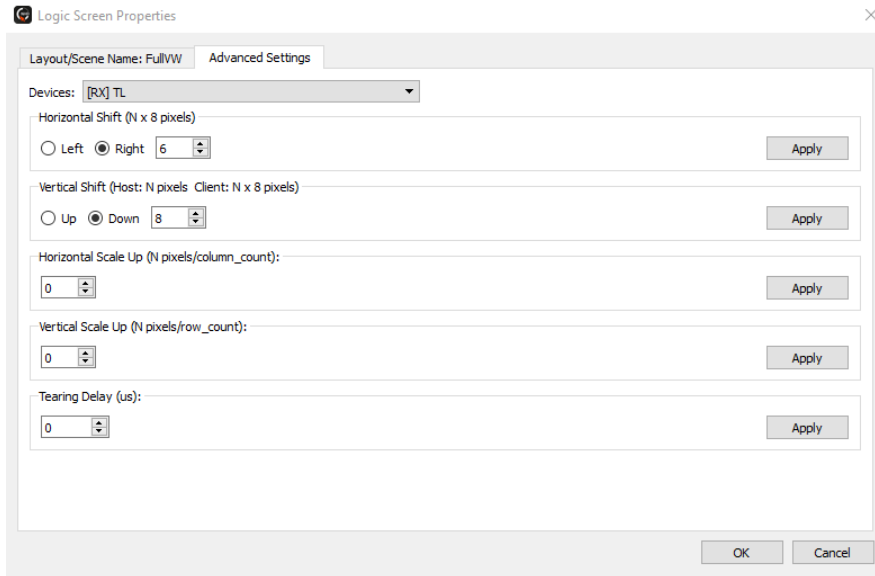 Logic Screen Properties
Layout/Scene Name: FullVW
Advanced Settings
Devices: [RX] TL
Horizontal Shift (N x 8 pixels)
Left Right 6 Apply
Vertical Shift (Host: N pixels Client: N x 8 pixels)
Up Down 8 Apply
Horizontal Scale Up (N pixels/column_count):
0 Apply
Vertical Scale Up (N pixels/row_count):
0 Apply
Tearing Delay (us):
0 Apply
OK Cancel